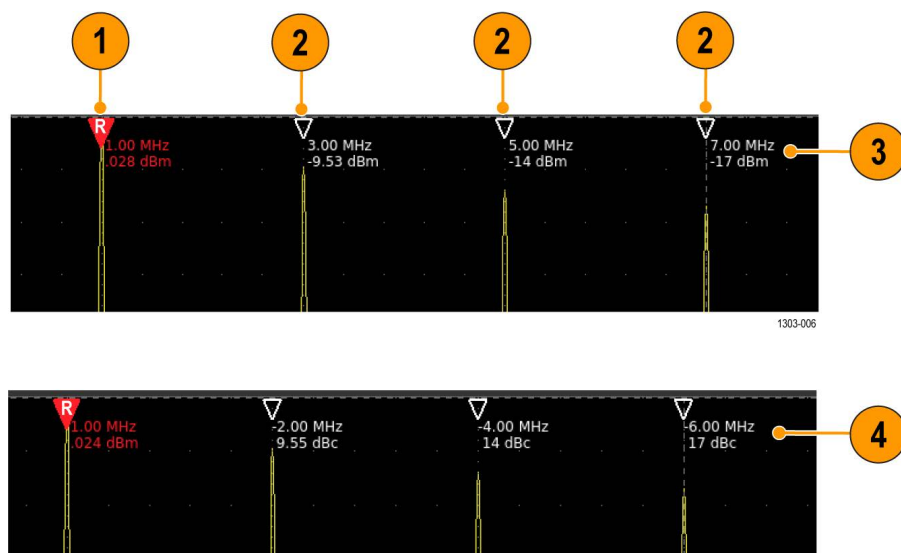 1 2 2 2
R
1.00 MHz 3.00 MHz 5.00 MHz 7.00 MHz
.028 dBm -9.53 dBm -14 dBm -17 dBm
3
1303-006
R
1.00 MHz -2.00 MHz -4.00 MHz -6.00 MHz
.024 dBm 9.55 dBc 14 dBc 17 dBc
4